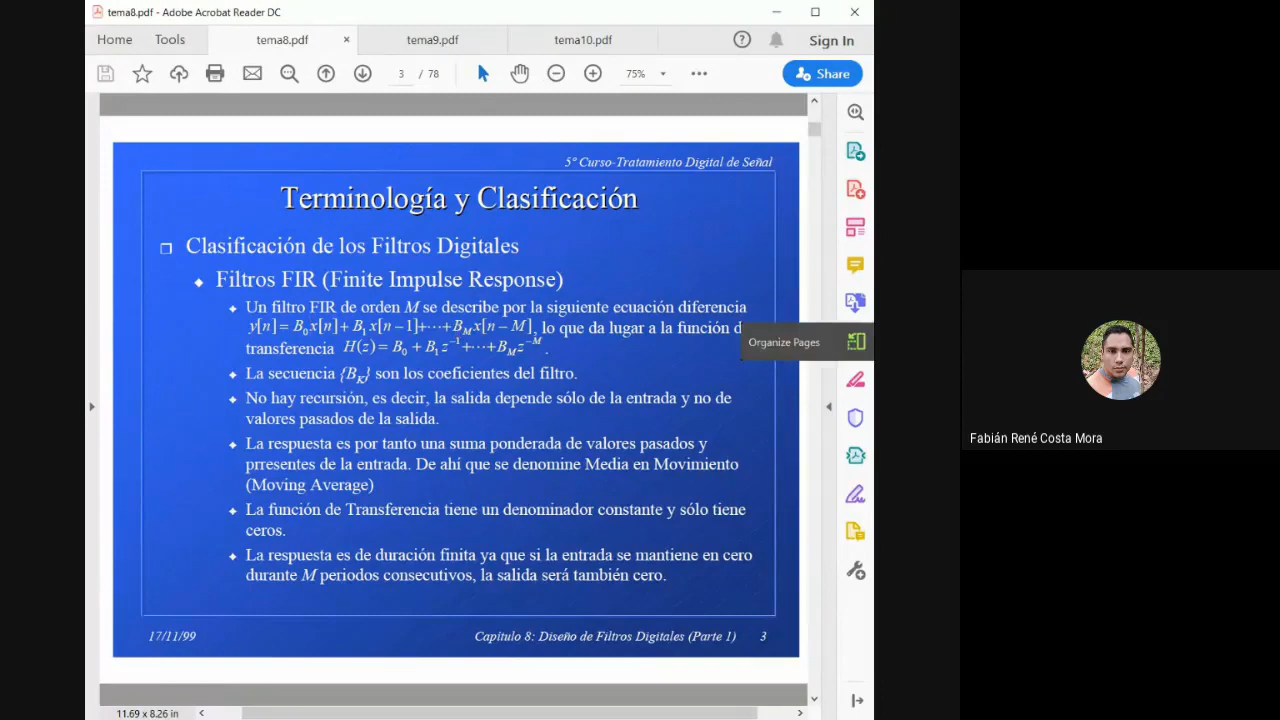 tema8.pdf - Adobe Acrobat Reader DC
Home Tools tema8.pdf × tema9.pdf tema10.pdf Sign In
3 / 78 75% Share
5º Curso-Tratamiento Digital de Señal
Terminología y Clasificación
Clasificación de los Filtros Digitales
Filtros FIR (Finite Impulse Response)
Un filtro FIR de orden M se describe por la siguiente ecuación diferencia
y[n] = B₀x[n] + B₁x[n−1]+⋯+B_M x[n−M], lo que da lugar a la función d
transferencia H(z) = B₀ + B₁z⁻¹+⋯+B_M z^{−M}.
Organize Pages
La secuencia {B_K} son los coeficientes del filtro.
No hay recursión, es decir, la salida depende sólo de la entrada y no de
valores pasados de la salida.
La respuesta es por tanto una suma ponderada de valores pasados y
prresentes de la entrada. De ahí que se denomine Media en Movimiento
(Moving Average)
La función de Transferencia tiene un denominador constante y sólo tiene
ceros.
La respuesta es de duración finita ya que si la entrada se mantiene en cero
durante M periodos consecutivos, la salida será también cero.
17/11/99 Capítulo 8: Diseño de Filtros Digitales (Parte 1) 3
11.69 x 8.26 in
Fabián René Costa Mora